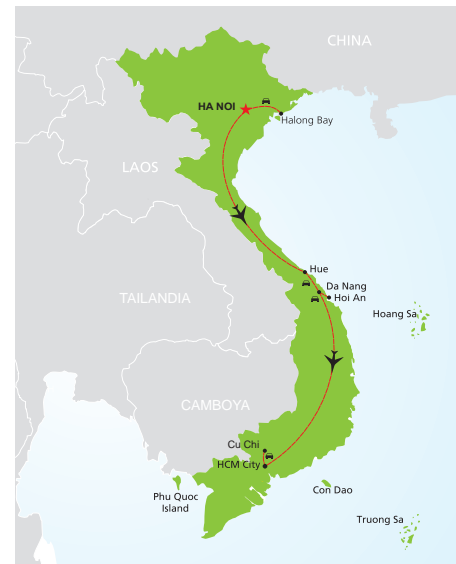 CHINA
HA NOI
Halong Bay
LAOS
Hue
Da Nang
Hoi An
TAILANDIA
Hoang Sa
CAMBOYA
Cu Chi
HCM City
Phu Quoc
Island
Con Dao
Truong Sa